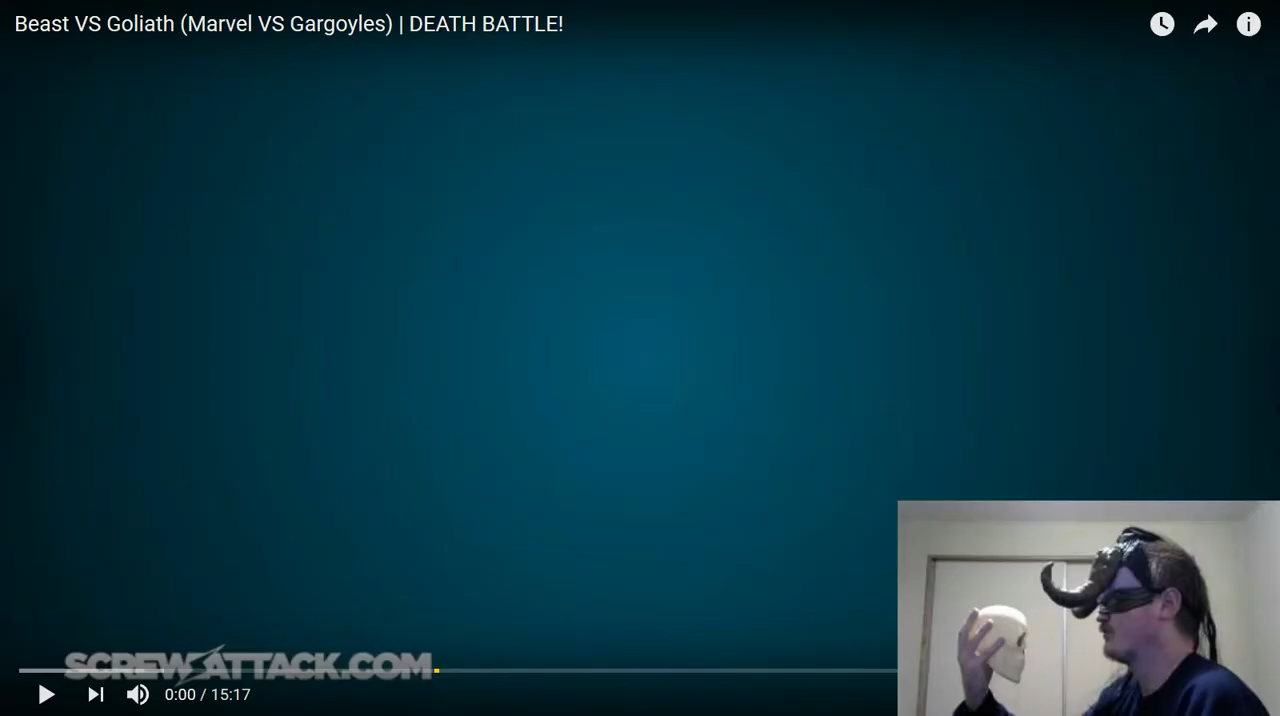 Beast VS Goliath (Marvel VS Gargoyles) | DEATH BATTLE!
SCREWATTACK.COM
0:00 / 15:17